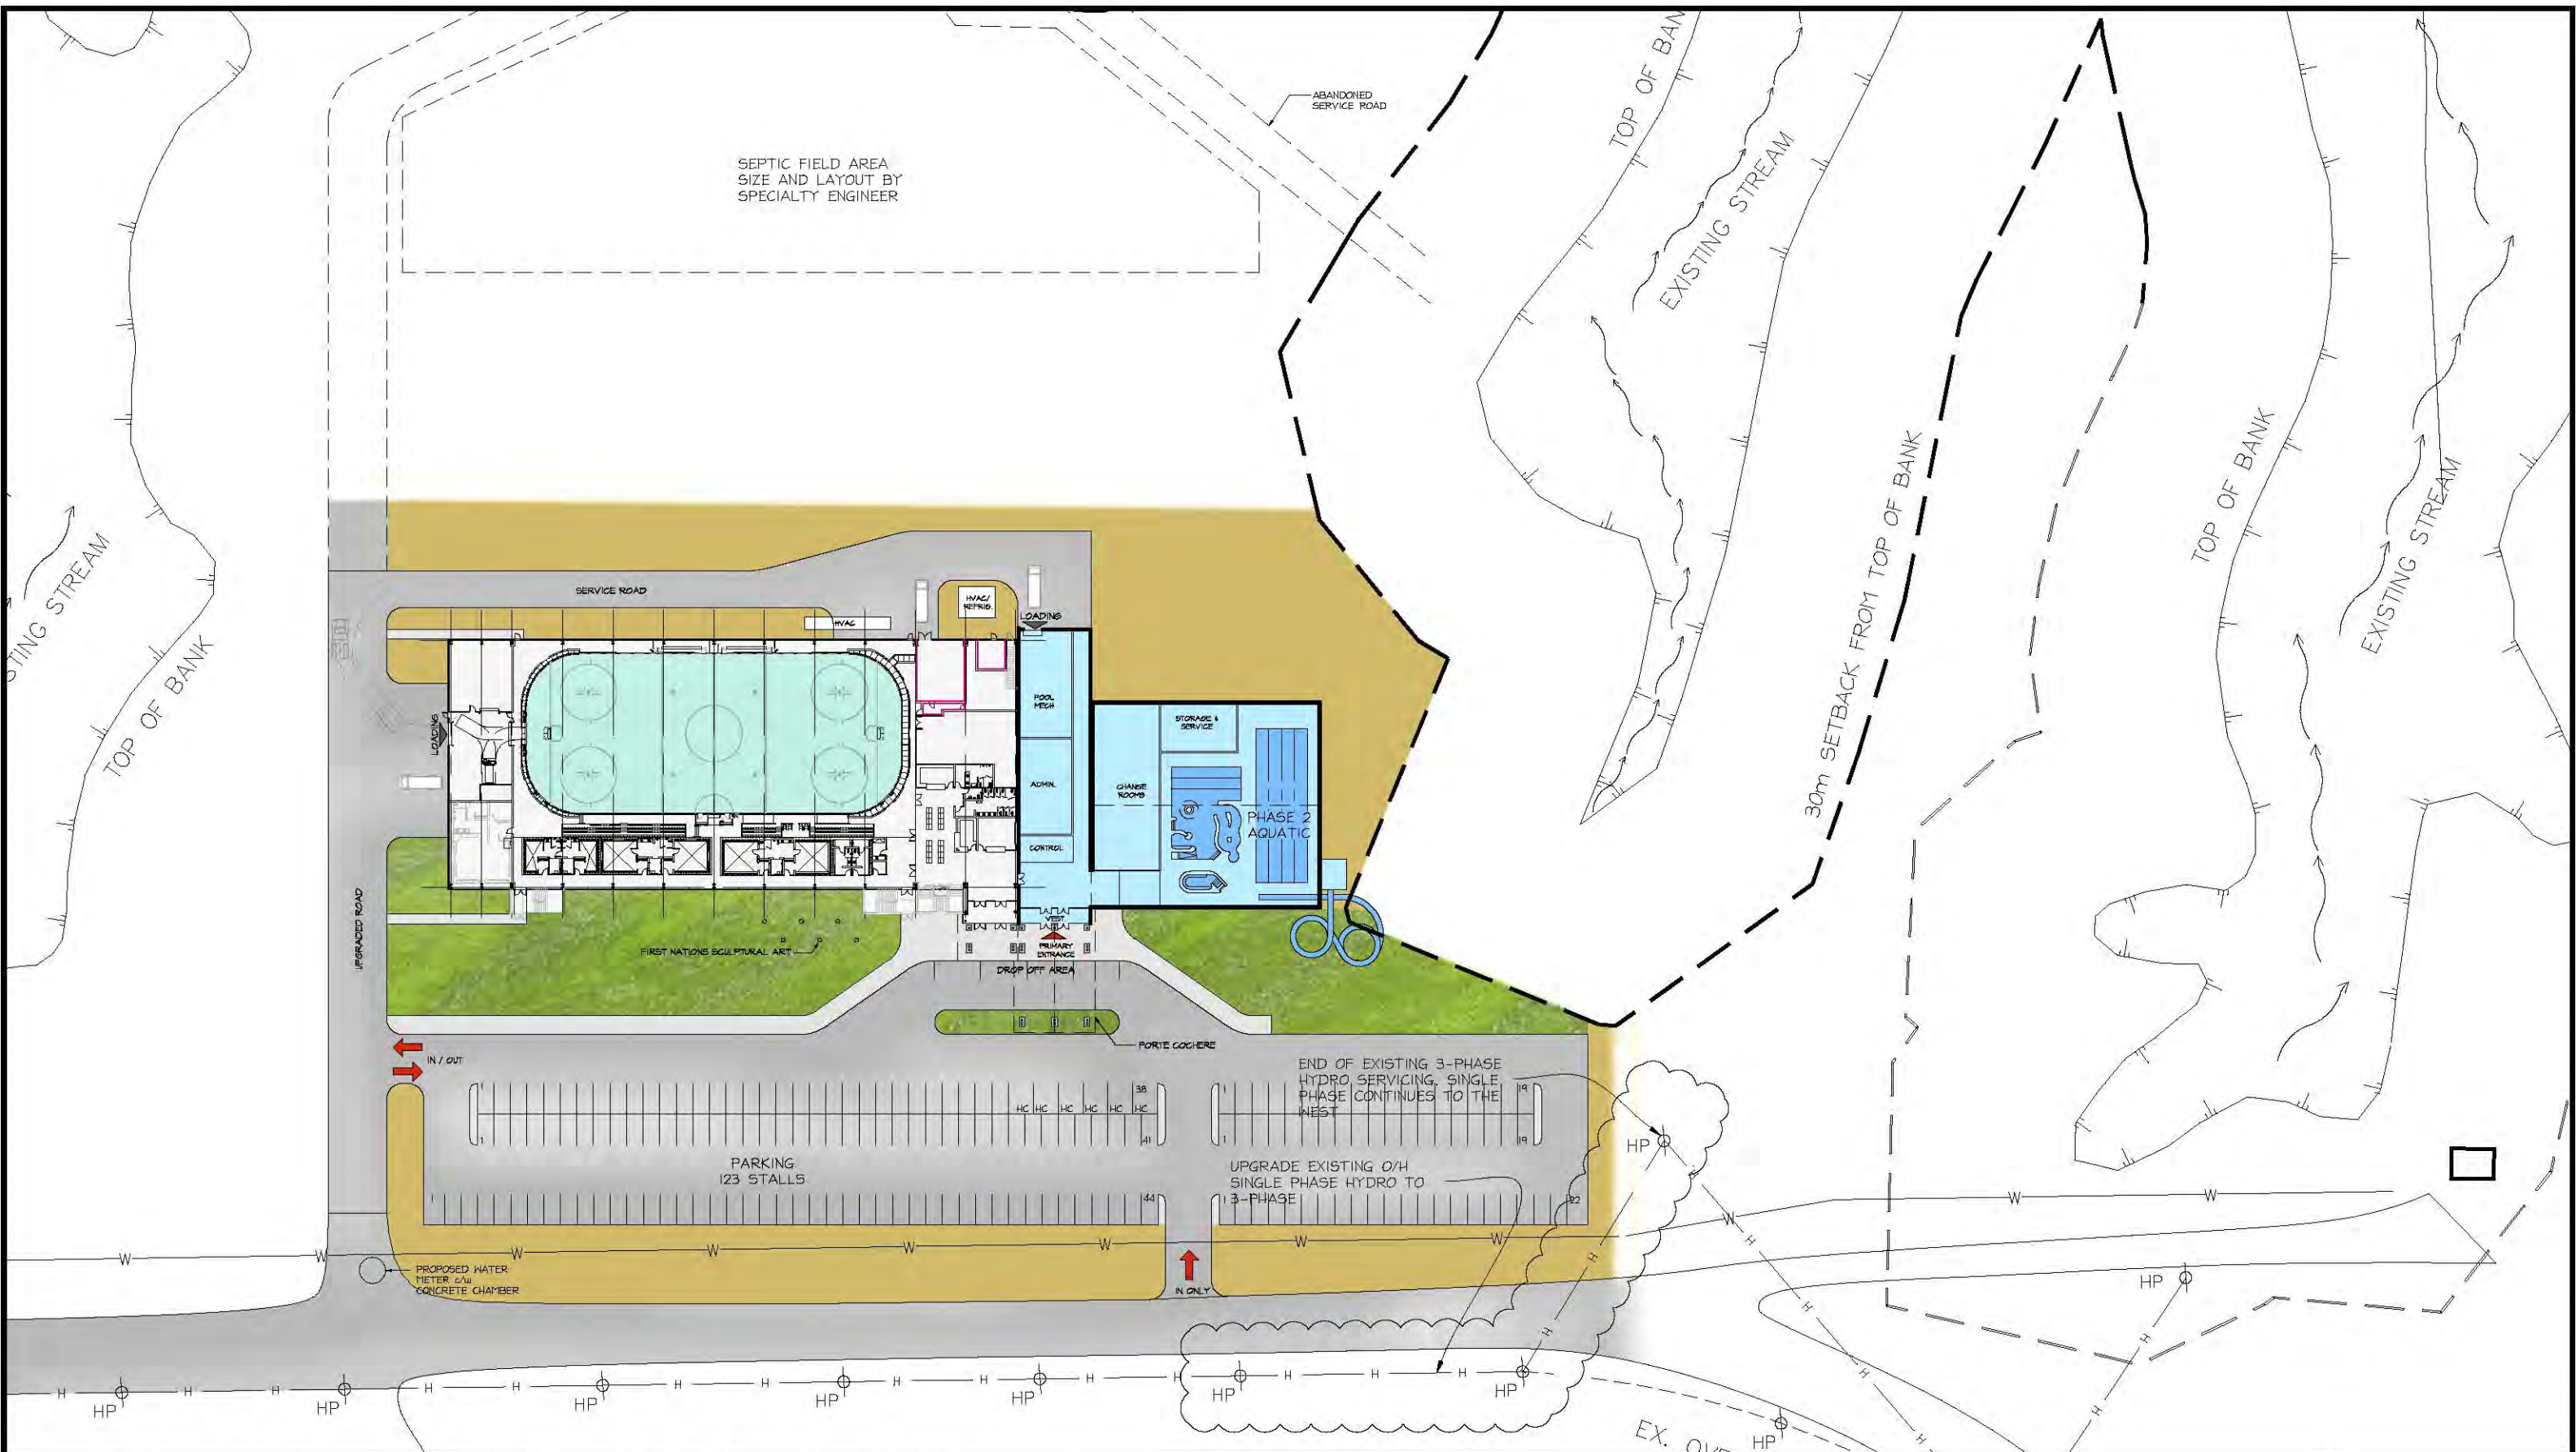 TOP OF BAN
ABANDONED
SERVICE ROAD
SEPTIC FIELD AREA
SIZE AND LAYOUT BY
SPECIALTY ENGINEER
EXISTING STREAM
30m SETBACK FROM TOP OF BANK
TOP OF BANK
EXISTING STREAM
STING STREAM
TOP OF BANK
SERVICE ROAD
HVAC/
REFRIG.
HVAC
LOADING
LOADING
POOL
MECH
STORAGE &
SERVICE
ADMIN.
CHANGE
ROOMS
PHASE 2
AQUATIC
CONTROL
UPGRADED ROAD
VEST.
FIRST NATIONS SCULPTURAL ART
PRIMARY
ENTRANCE
DROP OFF AREA
PORTE COCHERE
IN / OUT
END OF EXISTING 3-PHASE
HYDRO SERVICING. SINGLE
PHASE CONTINUES TO THE
WEST
1 38 1 19
HC HC HC HC HC HC
1 41 1 19
HP
PARKING
123 STALLS
UPGRADE EXISTING O/H
SINGLE PHASE HYDRO TO
3-PHASE
44 1 22
W W W W W W W W W W W
PROPOSED WATER
METER c/w
CONCRETE CHAMBER
IN ONLY
HP
H H H H H H
H H H H H H H H H H H H H
HP HP HP HP HP HP HP HP
EX.